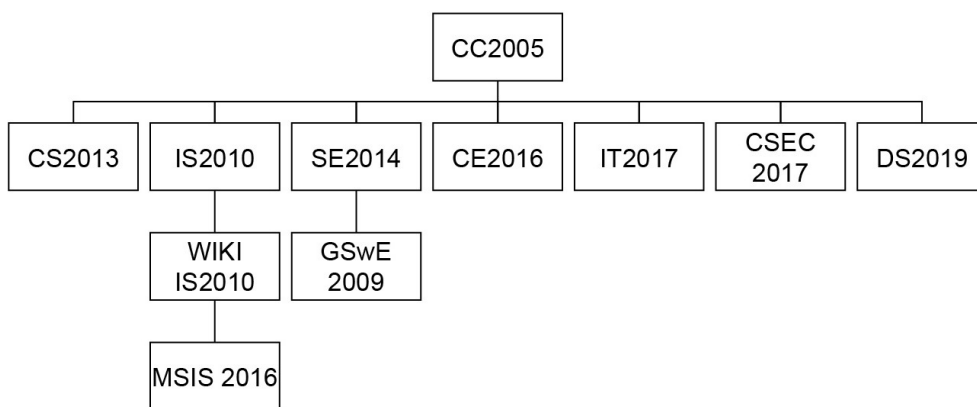 CC2005
CS2013
IS2010
SE2014
CE2016
IT2017
CSEC
2017
DS2019
WIKI
IS2010
GSwE
2009
MSIS 2016